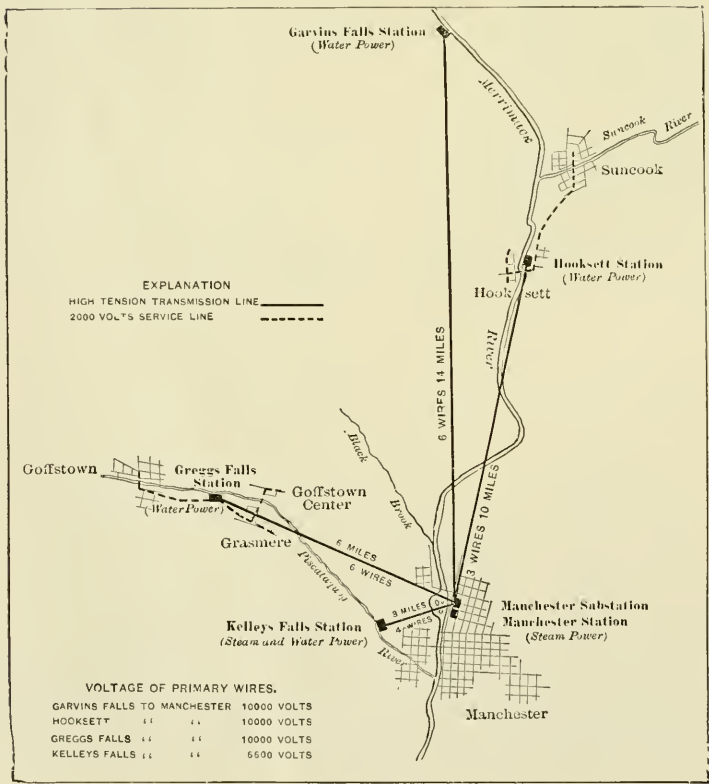 Garvins Falls Station
(Water Power)
Merrimack
Suncook River
Suncook
EXPLANATION
HIGH TENSION TRANSMISSION LINE
2000 VOLTS SERVICE LINE
Hooksett Station
(Water Power)
Hooksett
River
6 WIRES 14 MILES
3 WIRES 10 MILES
Black
Brook
Goffstown
Greggs Falls
Station
(Water Power)
Goffstown
Center
Grasmere
6 MILES
6 WIRES
Piscataquis
3 MILES
4 WIRES
Kelleys Falls Station
(Steam and Water Power)
River
Manchester Substation
Manchester Station
(Steam Power)
Manchester
VOLTAGE OF PRIMARY WIRES.
GARVINS FALLS TO MANCHESTER 10000 VOLTS
HOOKSETT " " 10000 VOLTS
GREGGS FALLS " " 10000 VOLTS
KELLEYS FALLS " " 6600 VOLTS